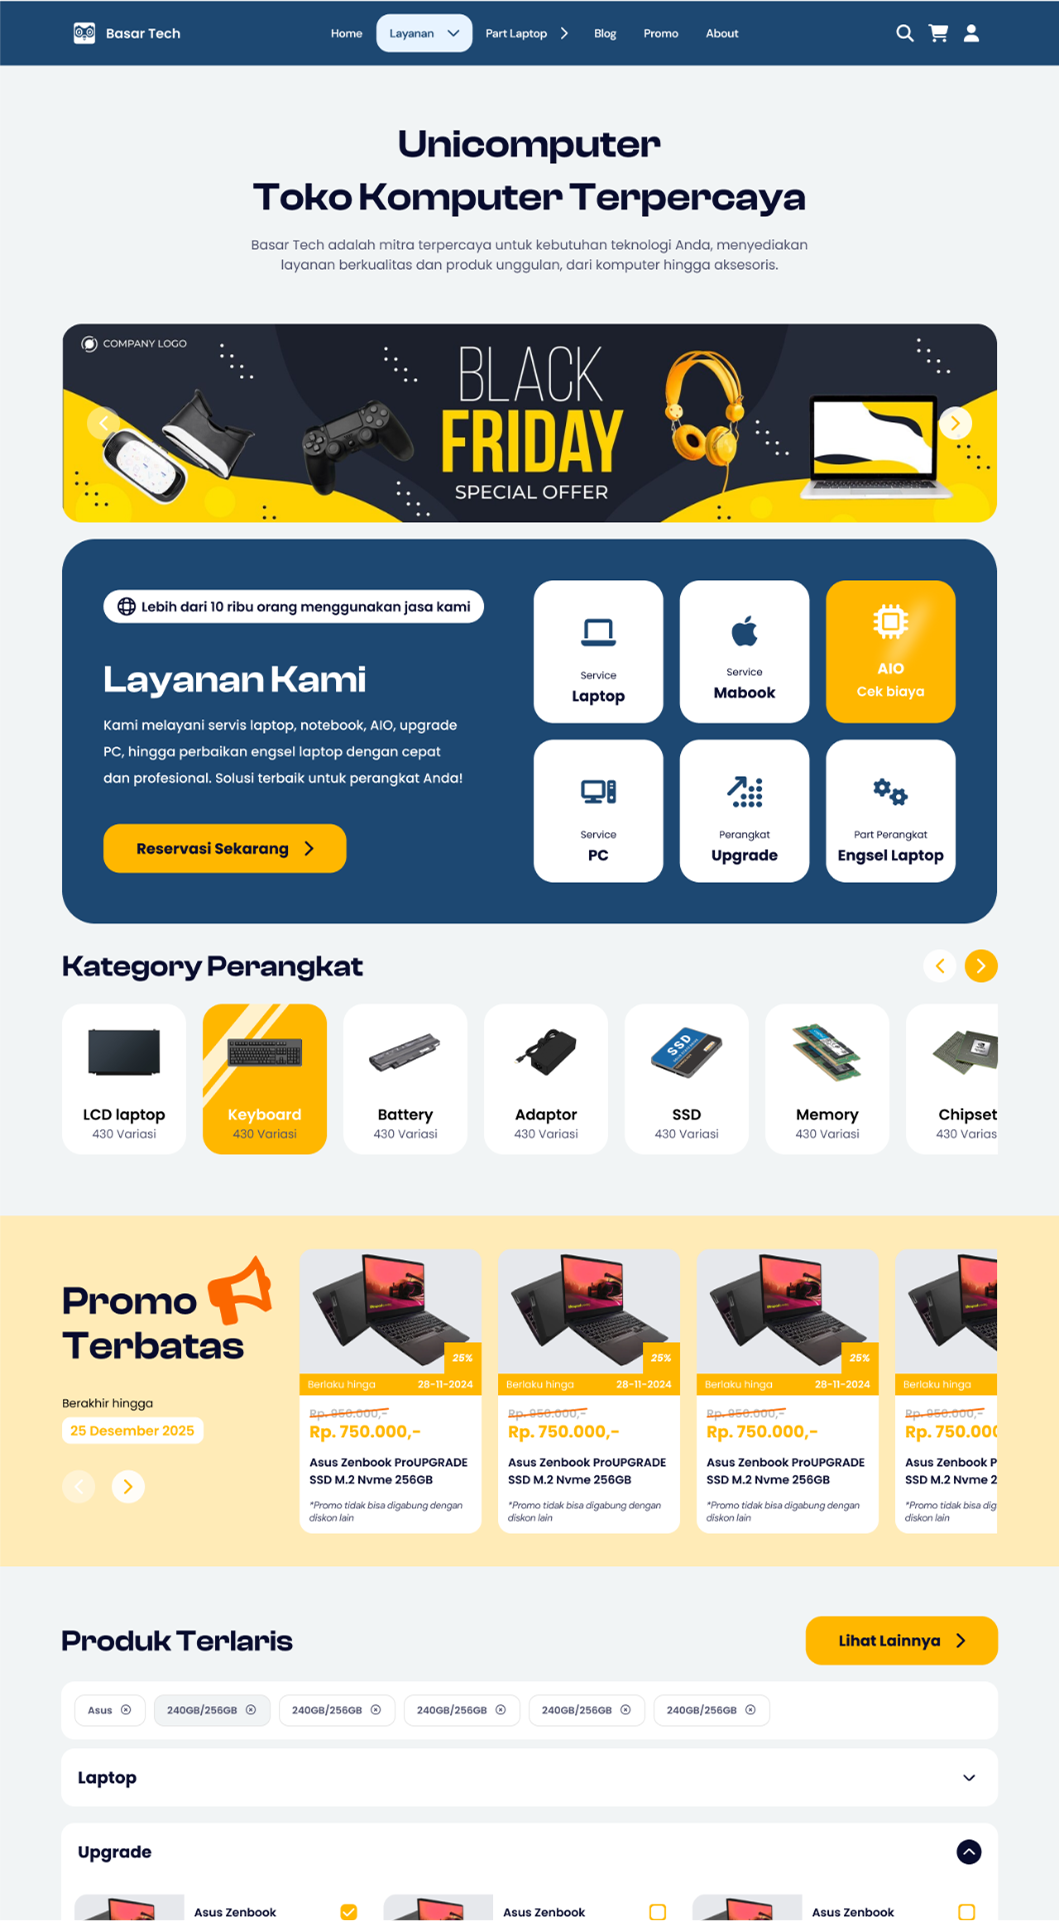 Basar Tech
Home Layanan Part Laptop Blog Promo About
Unicomputer
Toko Komputer Terpercaya
Basar Tech adalah mitra terpercaya untuk kebutuhan teknologi Anda, menyediakan
layanan berkualitas dan produk unggulan, dari komputer hingga aksesoris.
COMPANY LOGO
BLACK
FRIDAY
SPECIAL OFFER
Lebih dari 10 ribu orang menggunakan jasa kami
Layanan Kami
Kami melayani servis laptop, notebook, AIO, upgrade
PC, hingga perbaikan engsel laptop dengan cepat
dan profesional. Solusi terbaik untuk perangkat Anda!
Reservasi Sekarang
Service
Laptop
Service
Mabook
AIO
Cek biaya
Service
PC
Perangkat
Upgrade
Part Perangkat
Engsel Laptop
Kategory Perangkat
LCD laptop
430 Variasi
Keyboard
430 Variasi
Battery
430 Variasi
Adaptor
430 Variasi
SSD
SSD
430 Variasi
Memory
430 Variasi
Chipset
430 Varias
Promo
Terbatas
Berakhir hingga
25 Desember 2025
25%
Berlaku hinga 28-11-2024
Rp. 950.000,-
Rp. 750.000,-
Asus Zenbook ProUPGRADE
SSD M.2 Nvme 256GB
*Promo tidak bisa digabung dengan
diskon lain
25%
Berlaku hinga 28-11-2024
Rp. 950.000,-
Rp. 750.000,-
Asus Zenbook ProUPGRADE
SSD M.2 Nvme 256GB
*Promo tidak bisa digabung dengan
diskon lain
25%
Berlaku hinga 28-11-2024
Rp. 950.000,-
Rp. 750.000,-
Asus Zenbook ProUPGRADE
SSD M.2 Nvme 256GB
*Promo tidak bisa digabung dengan
diskon lain
Berlaku hinga
Rp. 950.000,-
Rp. 750.000
Asus Zenbook Pro
SSD M.2 Nvme 2
*Promo tidak bisa dig
diskon lain
Produk Terlaris
Lihat Lainnya
Asus 240GB/256GB 240GB/256GB 240GB/256GB 240GB/256GB 240GB/256GB
Laptop
Upgrade
Asus Zenbook Asus Zenbook Asus Zenbook